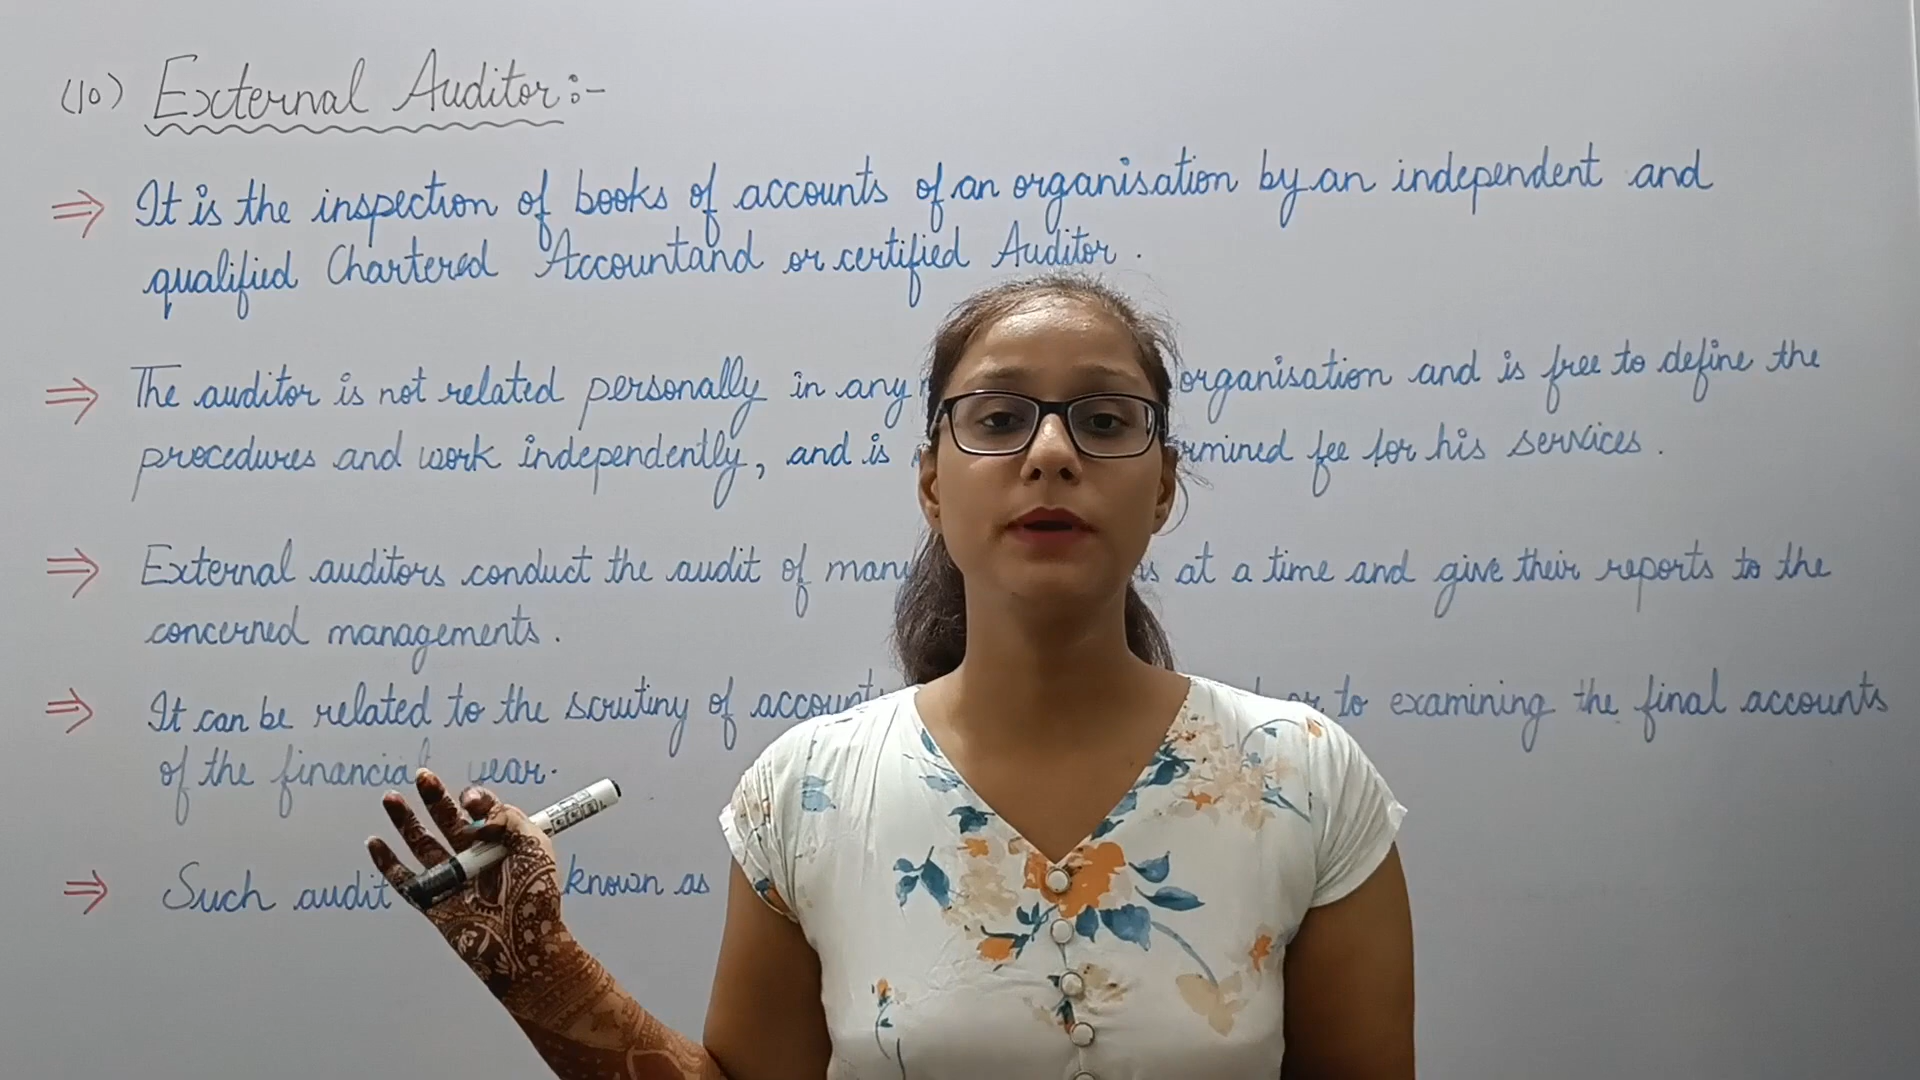 (10) External Auditor:-
⇒ It is the inspection of books of accounts of an organisation by an independent and
qualified Chartered Accountand or certified Auditor.
⇒ The auditor is not related personally in any organisation and is free to define the
procedures and work independently, and is fee for his services.
⇒ External auditors conduct the audit of at a time and give their reports to the
concerned managements.
⇒ It can be related to the scrutiny of to examining the final accounts
of the financial year.
⇒ Such audit known as